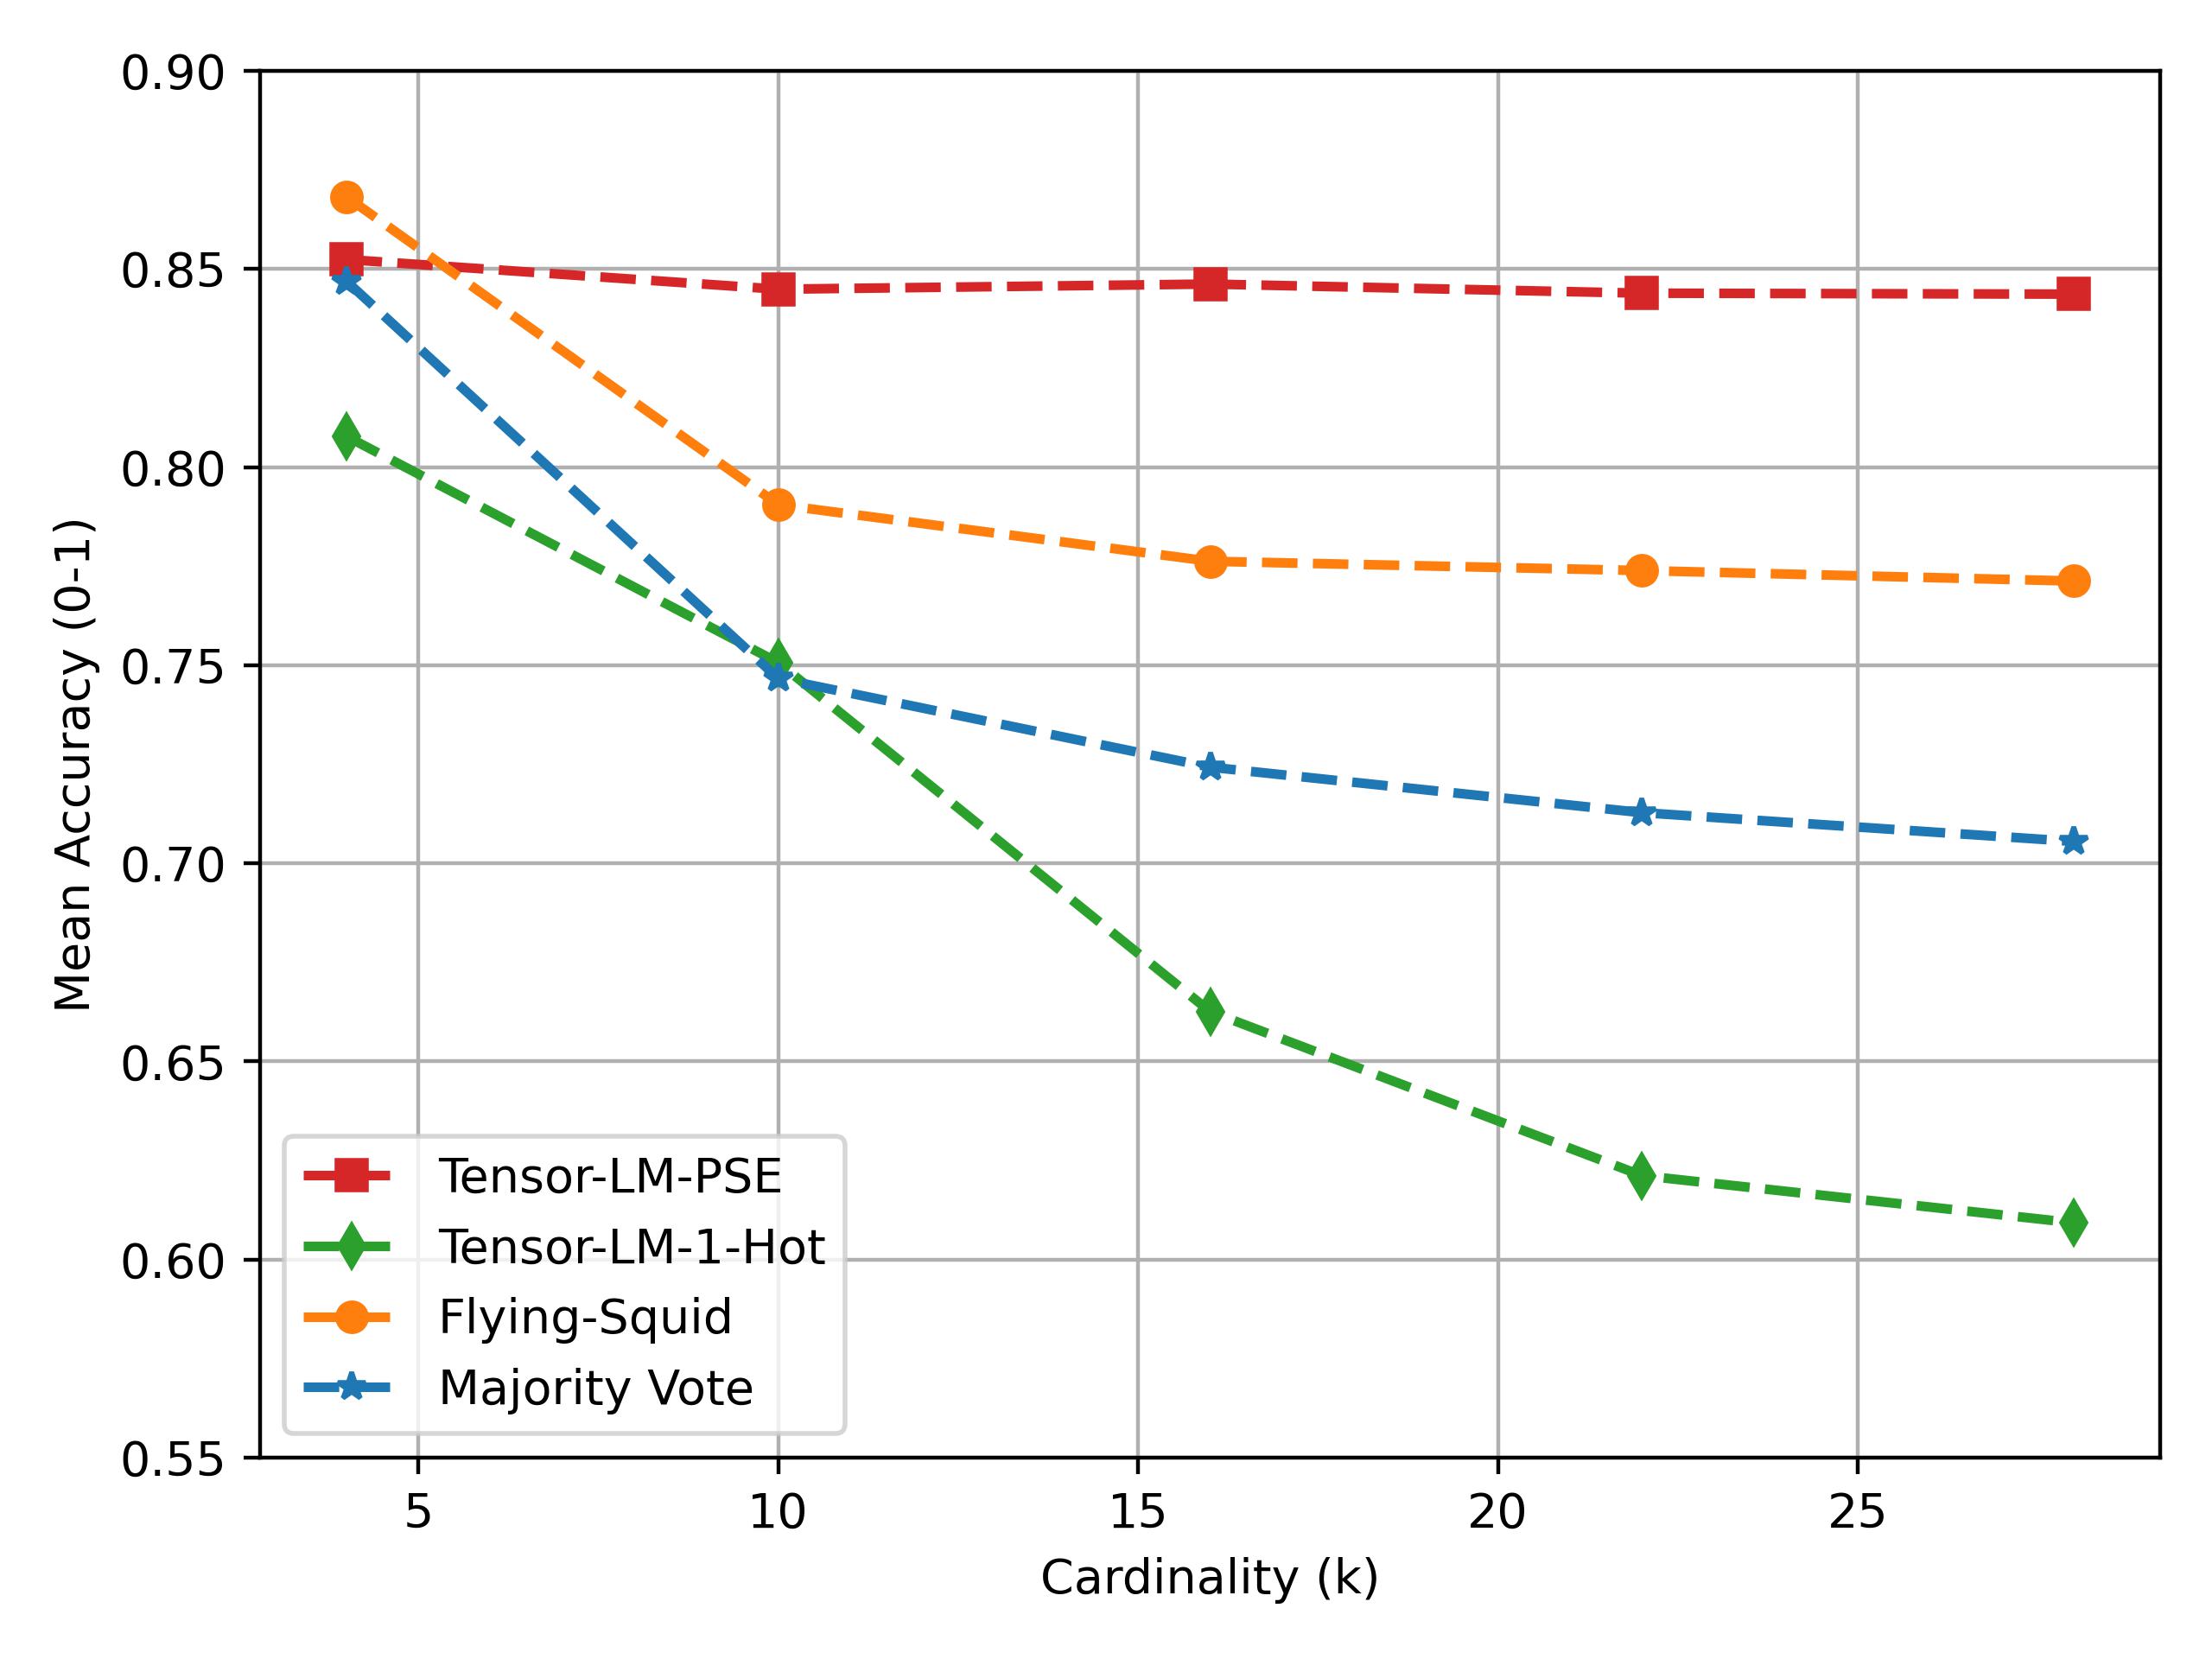 0.90
0.85
0.80
0.75
0.70
0.65
0.60
0.55
Mean Accuracy (0-1)
Tensor-LM-PSE
Tensor-LM-1-Hot
Flying-Squid
Majority Vote
5 10 15 20 25
Cardinality (k)